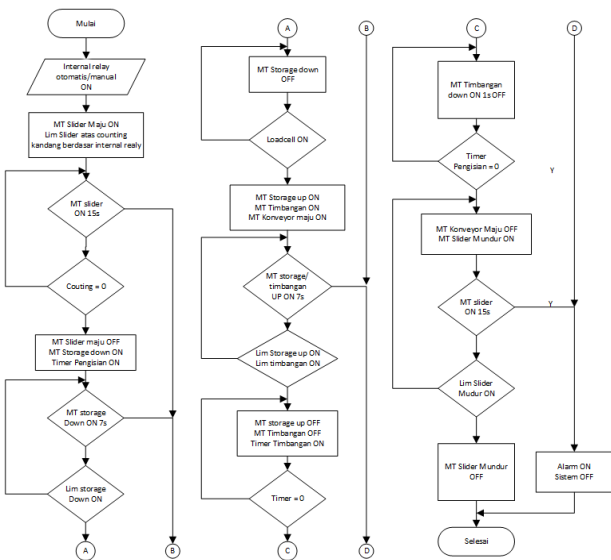 Mulai
Internal relay
otomatis/manual
ON
MT Slider Maju ON
Lim Slider atas counting
kandang berdasar internal realy
MT slider
ON 15s
Couting = 0
MT Slider maju OFF
MT Storage down ON
Timer Pengisian ON
MT storage
Down ON 7s
Lim storage
Down ON
A
B
A
B
MT Storage down
OFF
Loadcell ON
MT Storage up ON
MT Timbangan ON
MT Konveyor maju ON
MT storage/
timbangan
UP ON 7s
Lim Storage up ON
Lim timbangan ON
MT storage up OFF
MT Timbangan OFF
Timer Timbangan ON
Timer = 0
C
D
C
D
MT Timbangan
down ON 1s OFF
Timer
Pengisian = 0
Y
MT Konveyor Maju OFF
MT Slider Mundur ON
MT slider
ON 15s
Y
Lim Slider
Mudur ON
MT Slider Mundur
OFF
Alarm ON
Sistem OFF
Selesai